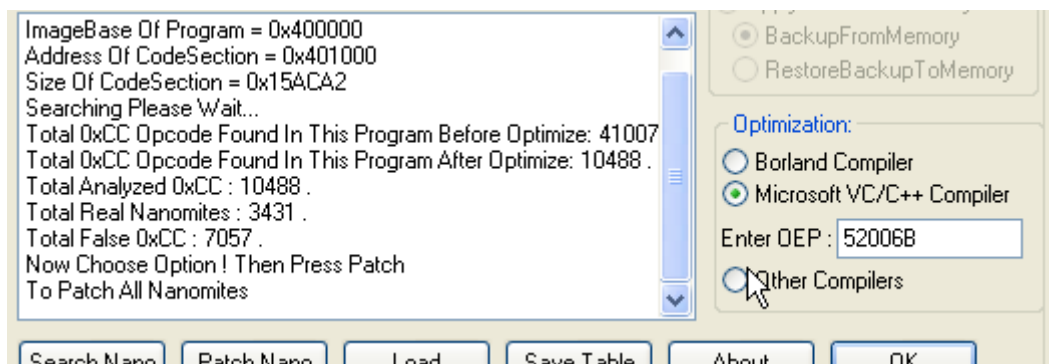 ImageBase Of Program = 0x400000
Address Of CodeSection = 0x401000
Size Of CodeSection = 0x15ACA2
Searching Please Wait...
Total 0xCC Opcode Found In This Program Before Optimize: 41007
Total 0xCC Opcode Found In This Program After Optimize: 10488 .
Total Analyzed 0xCC : 10488 .
Total Real Nanomites : 3431 .
Total False 0xCC : 7057 .
Now Choose Option ! Then Press Patch
To Patch All Nanomites
BackupFromMemory
RestoreBackupToMemory
Optimization:
Borland Compiler
Microsoft VC/C++ Compiler
Enter OEP : 52006B
Other Compilers
Search Nano
Patch Nano
Load
Save Table
About
OK